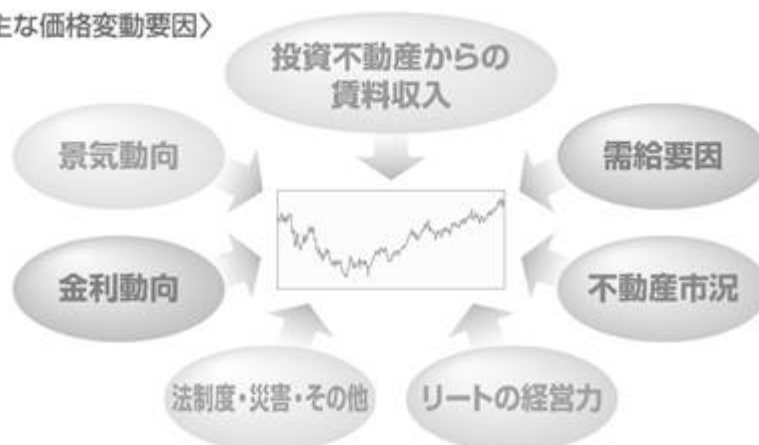 主な価格変動要因〉
投資不動産からの
賃料収入
景気動向
需給要因
金利動向
不動産市況
法制度・災害・その他
リートの経営力